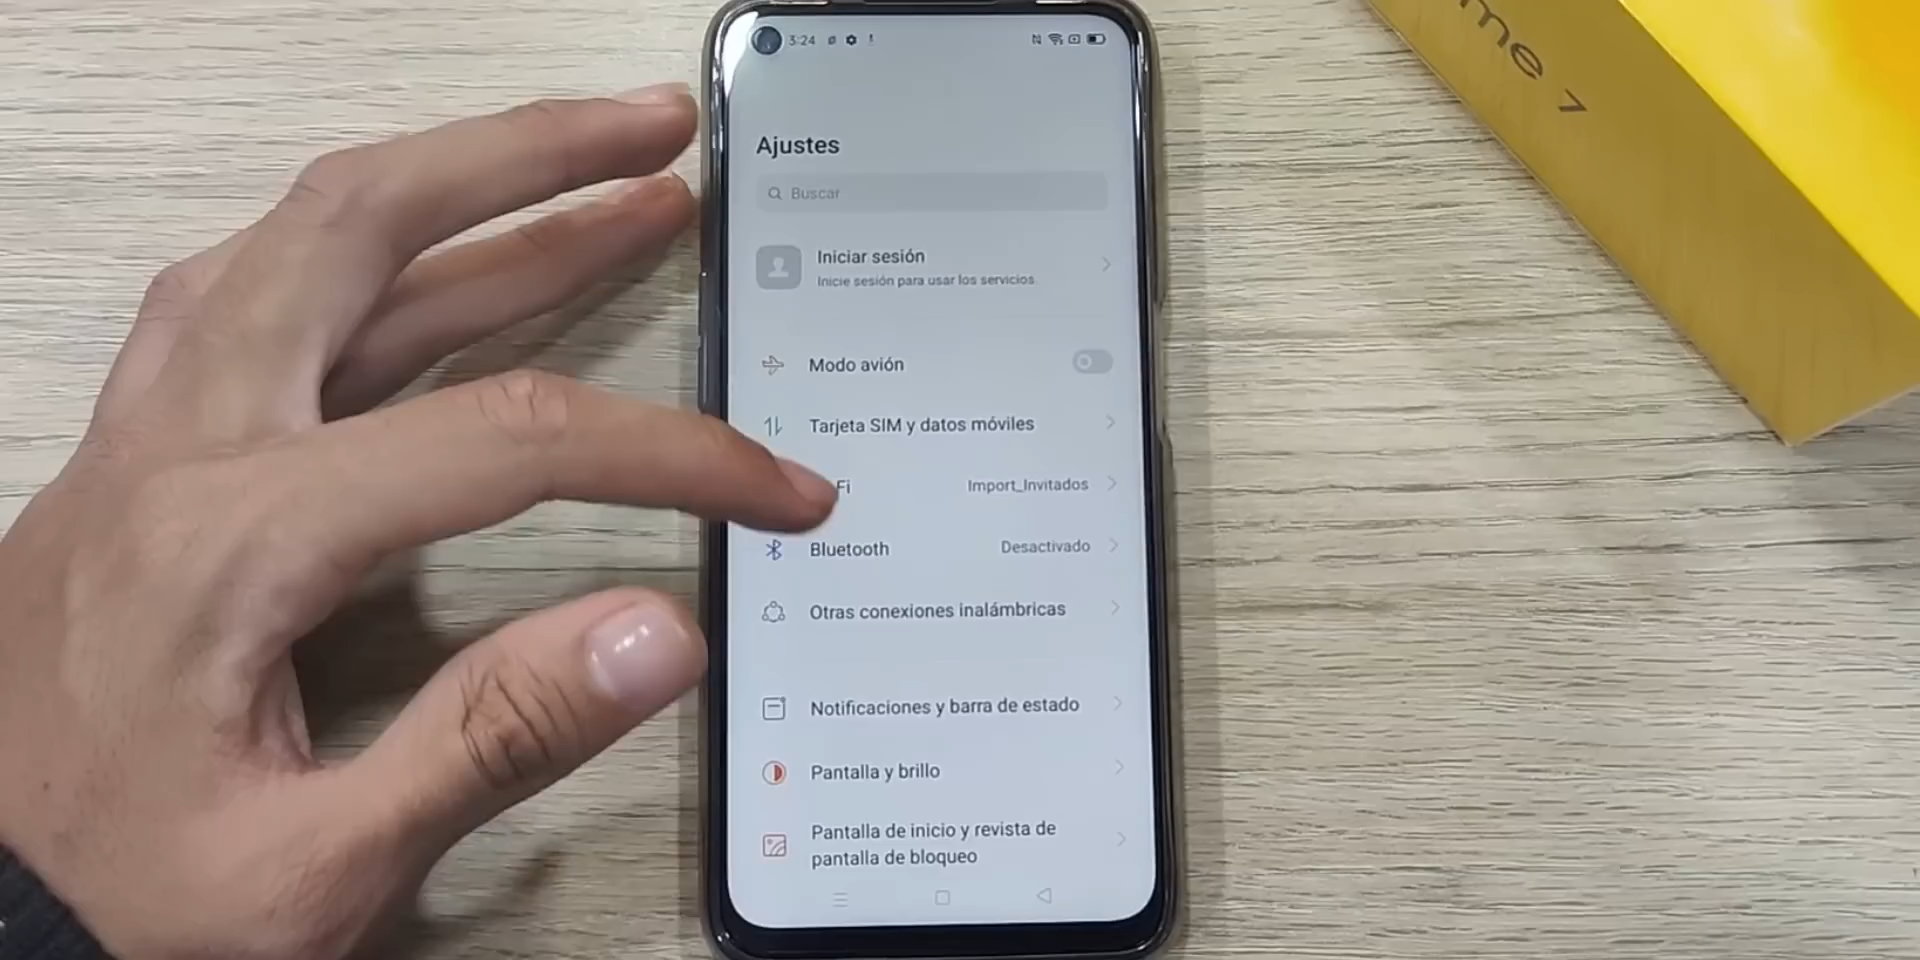 me 7
3:24
Ajustes
Buscar
Iniciar sesión
Inicie sesión para usar los servicios.
Modo avión
Tarjeta SIM y datos móviles
Fi Import_Invitados
Bluetooth Desactivado
Otras conexiones inalámbricas
Notificaciones y barra de estado
Pantalla y brillo
Pantalla de inicio y revista de
pantalla de bloqueo